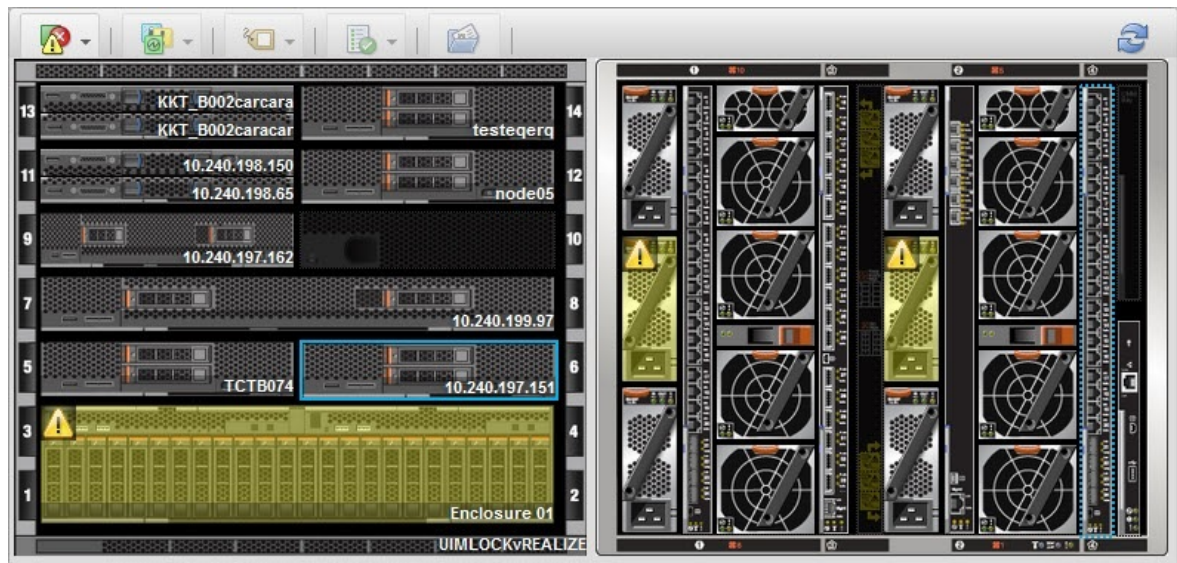 13
KKT_B002carcara
KKT_B002caracar
testeqerq
14
11
10.240.198.150
10.240.198.65
node05
12
9
10.240.197.162
10
7
10.240.199.97
8
5
TCTB074
10.240.197.151
6
3
4
1
Enclosure 01
2
UIMLOCKvREALIZE